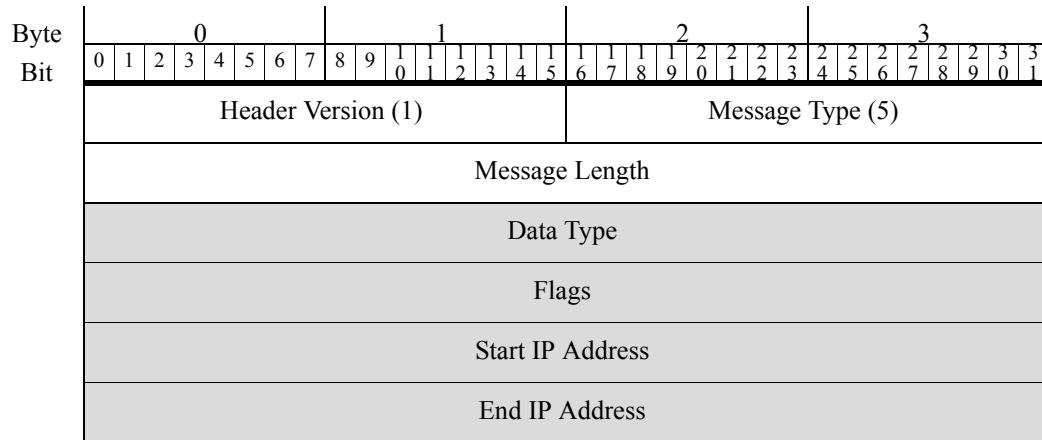 Byte 0 1 2 3
Bit 0 1 2 3 4 5 6 7 8 9 10 11 12 13 14 15 16 17 18 19 20 21 22 23 24 25 26 27 28 29 30 31
Header Version (1) Message Type (5)
Message Length
Data Type
Flags
Start IP Address
End IP Address